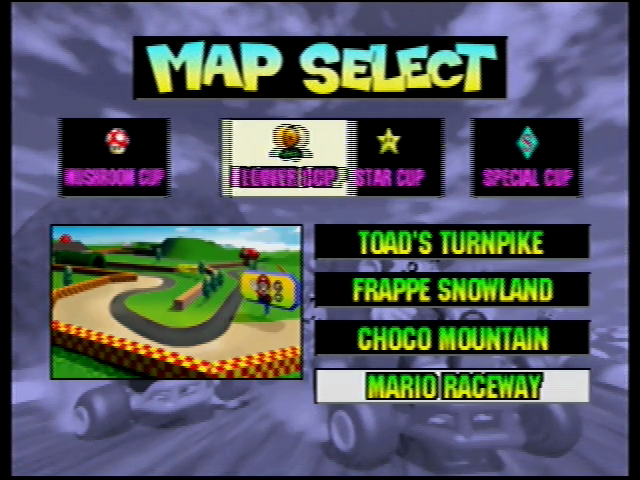 MAP SELECT
MUSHROOM CUP
FLOWER CUP
STAR CUP
SPECIAL CUP
TOAD'S TURNPIKE
FRAPPE SNOWLAND
CHOCO MOUNTAIN
MARIO RACEWAY